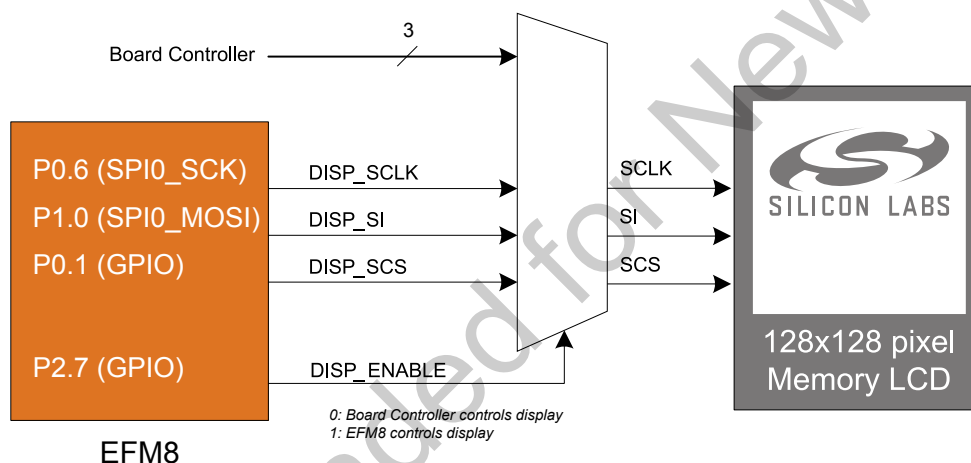 3
Board Controller
P0.6 (SPI0_SCK)
DISP_SCLK
SCLK
P1.0 (SPI0_MOSI)
DISP_SI
SI
P0.1 (GPIO)
DISP_SCS
SCS
P2.7 (GPIO)
DISP_ENABLE
0: Board Controller controls display
1: EFM8 controls display
EFM8
SILICON LABS
128x128 pixel
Memory LCD
ded for New